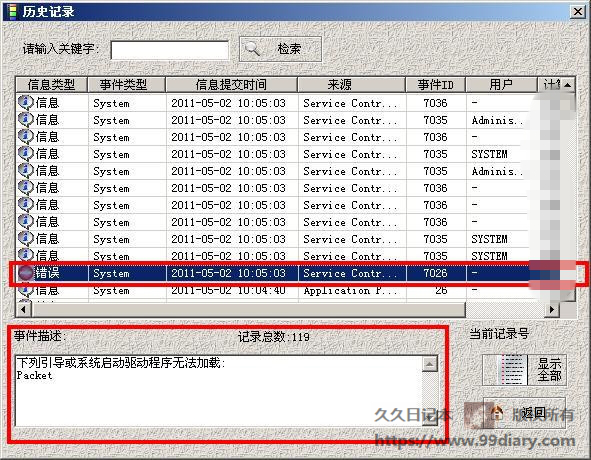 历史记录
请输入关键字: 检索
信息类型 事件类型 信息提交时间 来源 事件ID 用户
信息 System 2011-05-02 10:05:03 Service Contr... 7036 -
信息 System 2011-05-02 10:05:03 Service Contr... 7035 Adminis...
信息 System 2011-05-02 10:05:03 Service Contr... 7036 -
信息 System 2011-05-02 10:05:03 Service Contr... 7035 SYSTEM
信息 System 2011-05-02 10:05:03 Service Contr... 7035 Adminis...
信息 System 2011-05-02 10:05:03 Service Contr... 7036 -
信息 System 2011-05-02 10:05:03 Service Contr... 7036 -
信息 System 2011-05-02 10:05:03 Service Contr... 7036 -
信息 System 2011-05-02 10:05:03 Service Contr... 7035 SYSTEM
信息 System 2011-05-02 10:05:03 Service Contr... 7035 SYSTEM
错误 System 2011-05-02 10:05:03 Service Contr... 7026 -
信息 System 2011-05-02 10:04:40 Application P... 26 -
事件描述: 记录总数:119
当前记录号
下列引导或系统启动驱动程序无法加载:
Packet
显示
全部
返回
久久日记本 版权所有
https://www.99diary.com